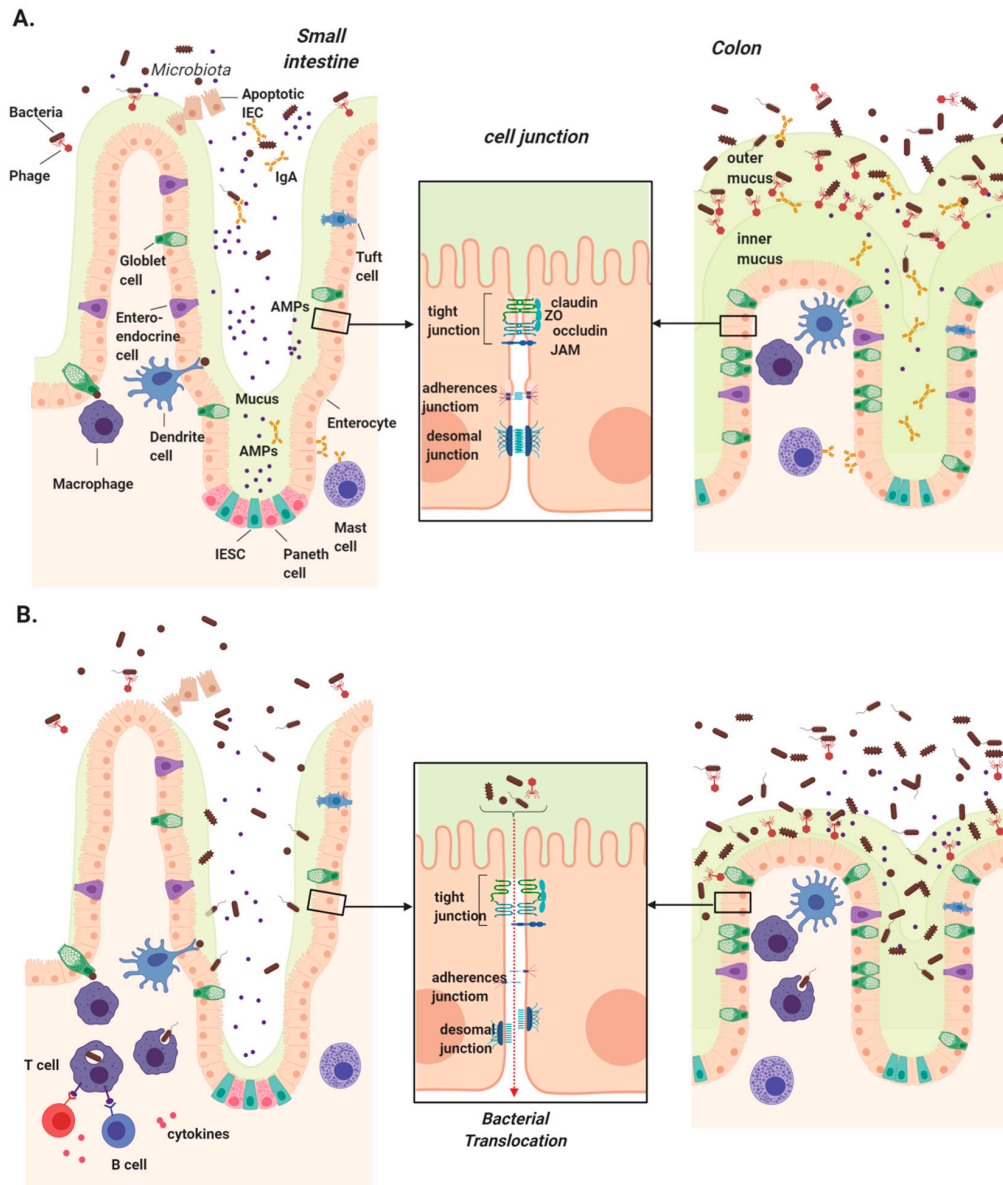 A.
Small
intestine
Colon
Microbiota
Apoptotic
IEC
Bacteria
Phage
IgA
cell junction
outer
mucus
inner
mucus
Globlet
cell
Tuft
cell
AMPs
Entero-
endocrine
cell
tight
junction
claudin
ZO
occludin
JAM
adherences
junctiom
desomal
junction
Mucus
Enterocyte
AMPs
Dendrite
cell
Macrophage
Mast
cell
IESC
Paneth
cell
B.
tight
junction
adherences
junctiom
desomal
junction
T cell
cytokines
B cell
Bacterial
Translocation